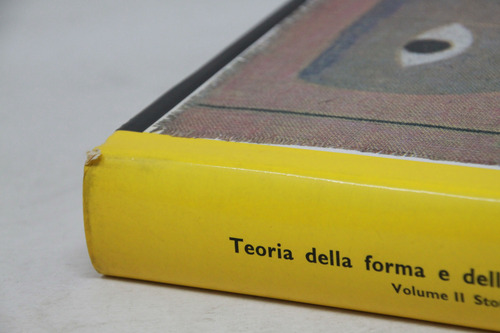 Teoria della forma e dell
Volume II Sto